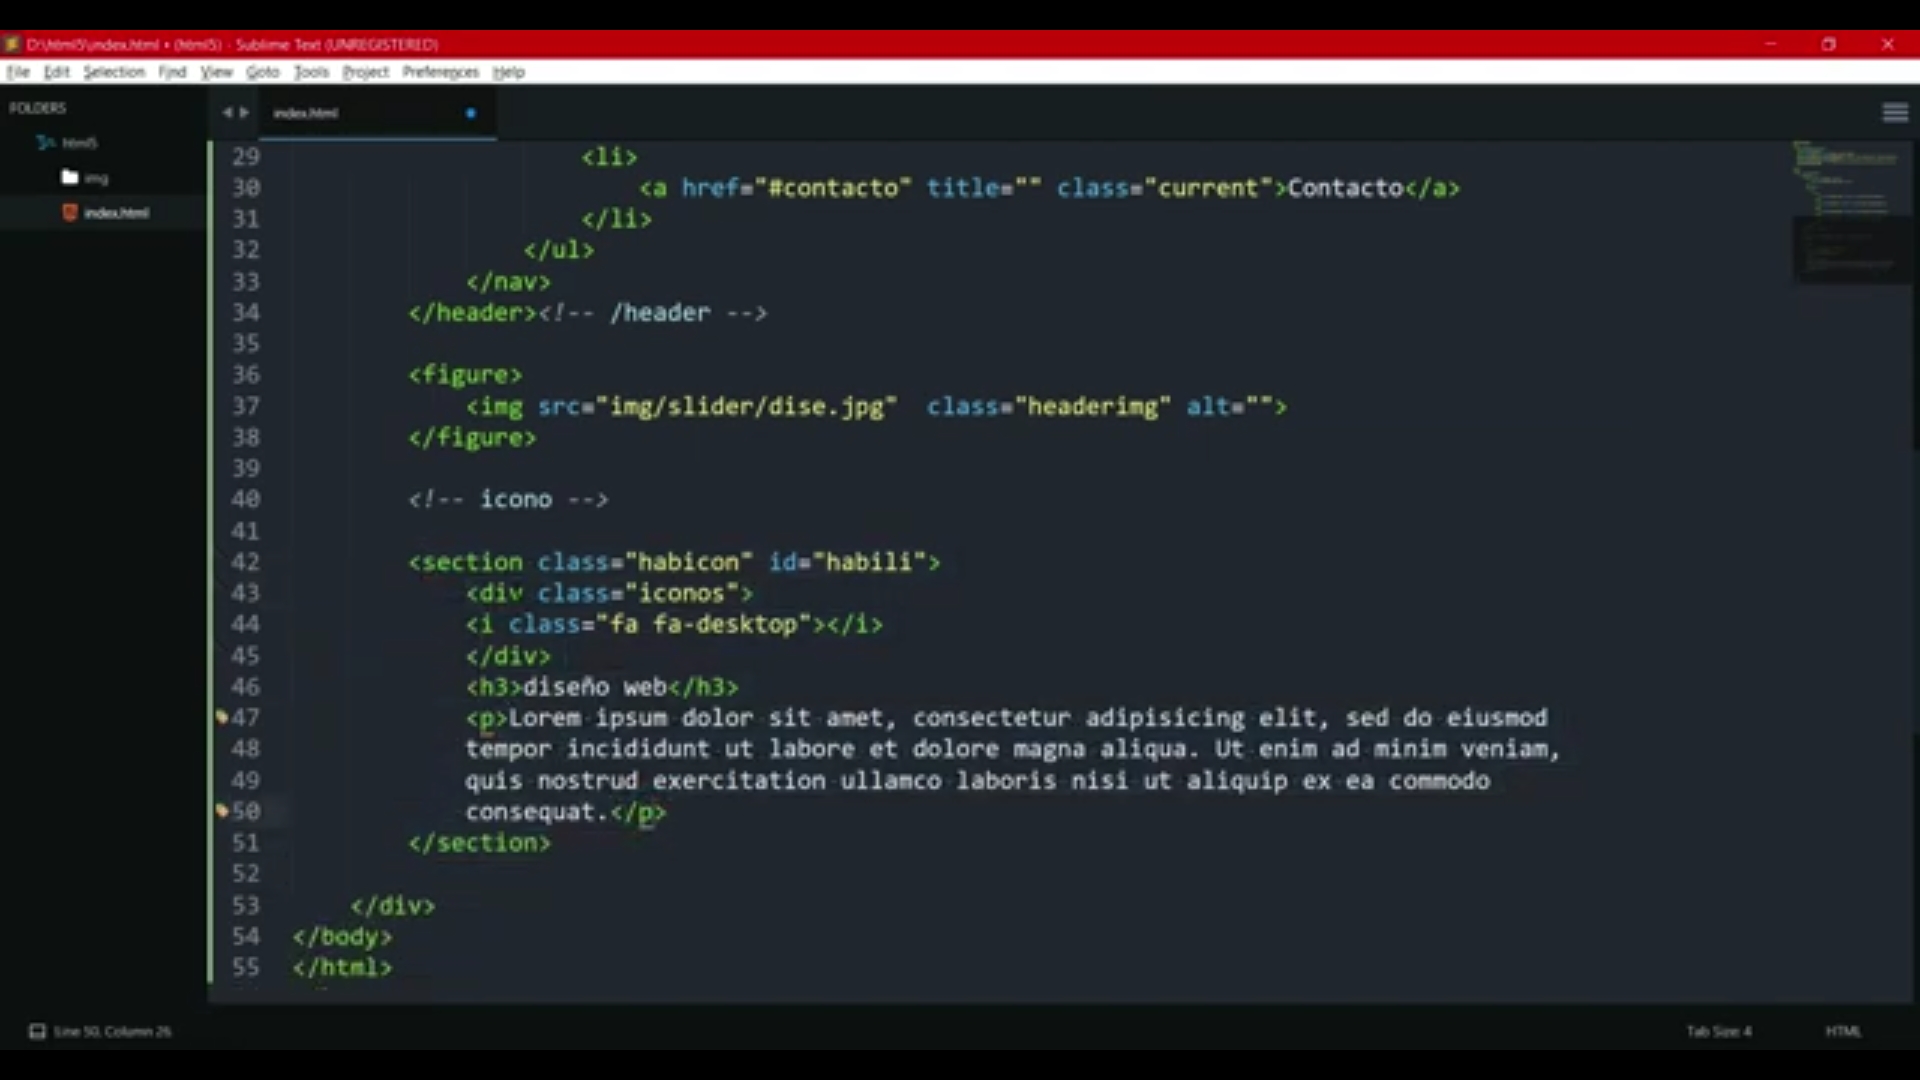 D:\html5\index.html • (html5) - Sublime Text (UNREGISTERED)
File Edit Selection Find View Goto Tools Project Preferences Help
FOLDERS
html5
img
index.html
index.html
29 <li>
30 <a href="#contacto" title="" class="current">Contacto</a>
31 </li>
32 </ul>
33 </nav>
34 </header><!-- /header -->
35
36 <figure>
37 <img src="img/slider/dise.jpg"  class="headerimg" alt="">
38 </figure>
39
40 <!-- icono -->
41
42 <section class="habicon" id="habili">
43 <div class="iconos">
44 <i class="fa fa-desktop"></i>
45 </div>
46 <h3>diseño web</h3>
47 <p>Lorem ipsum dolor sit amet, consectetur adipisicing elit, sed do eiusmod
48 tempor incididunt ut labore et dolore magna aliqua. Ut enim ad minim veniam,
49 quis nostrud exercitation ullamco laboris nisi ut aliquip ex ea commodo
50 consequat.</p>
51 </section>
52
53 </div>
54 </body>
55 </html>
Line 50, Column 26
Tab Size: 4
HTML